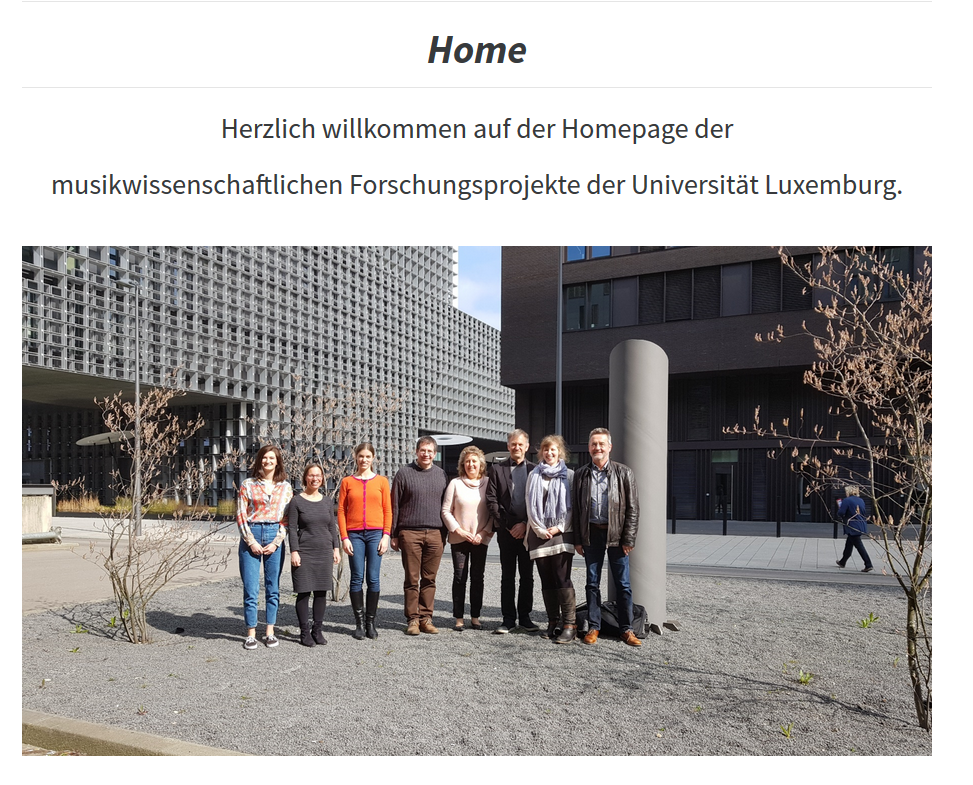 Home
Herzlich willkommen auf der Homepage der
musikwissenschaftlichen Forschungsprojekte der Universität Luxemburg.